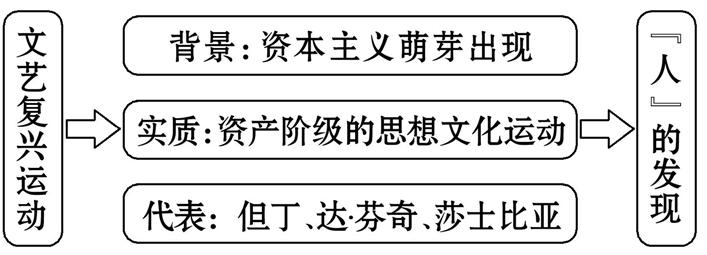 文艺复兴运动
背景：资本主义萌芽出现
实质：资产阶级的思想文化运动
代表：但丁、达·芬奇、莎士比亚
『人』的发现